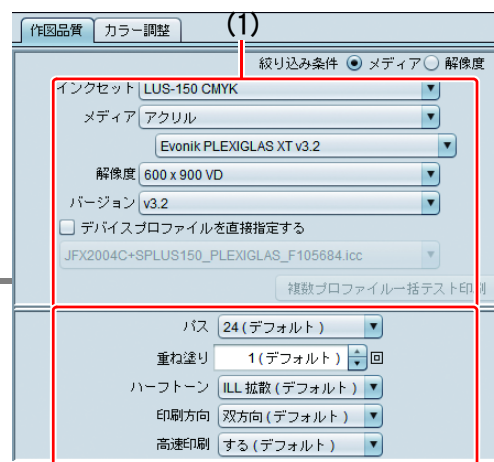 (1)
作図品質 カラー調整
絞り込み条件 メディア 解像度
インクセット LUS-150 CMYK
メディア アクリル
Evonik PLEXIGLAS XT v3.2
解像度 600 x 900 VD
バージョン v3.2
デバイスプロファイルを直接指定する
JFX2004C+SPLUS150_PLEXIGLAS_F105684.icc
複数プロファイル一括テスト印刷
パス 24(デフォルト)
重ね塗り 1(デフォルト) 回
ハーフトーン ILL 拡散(デフォルト)
印刷方向 双方向(デフォルト)
高速印刷 する(デフォルト)